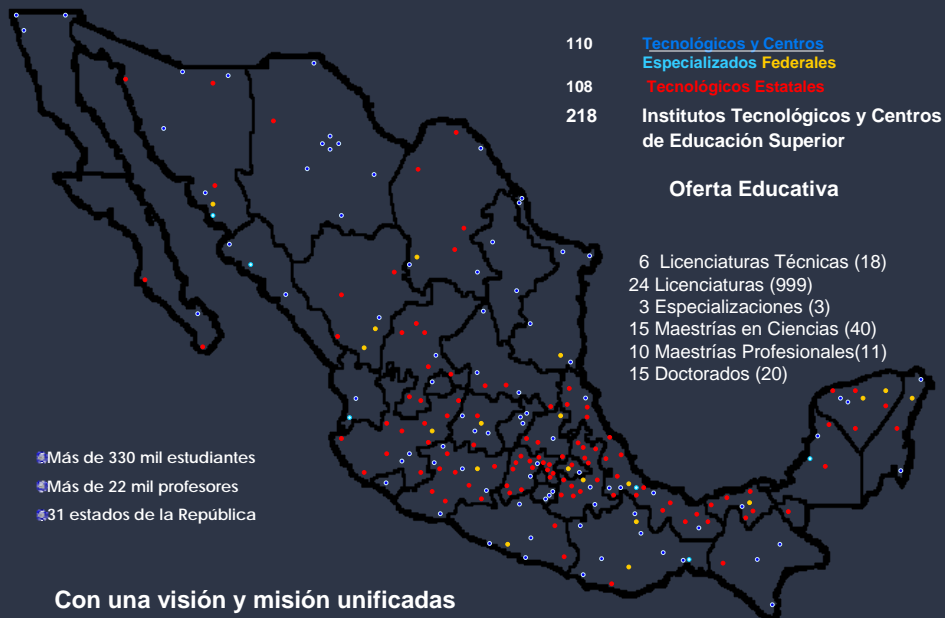 110 Tecnológicos y Centros
Especializados Federales
108 Tecnológicos Estatales
218 Institutos Tecnológicos y Centros
de Educación Superior
Oferta Educativa
6 Licenciaturas Técnicas (18)
24 Licenciaturas (999)
3 Especializaciones (3)
15 Maestrías en Ciencias (40)
10 Maestrías Profesionales(11)
15 Doctorados (20)
Más de 330 mil estudiantes
Más de 22 mil profesores
31 estados de la República
Con una visión y misión unificadas